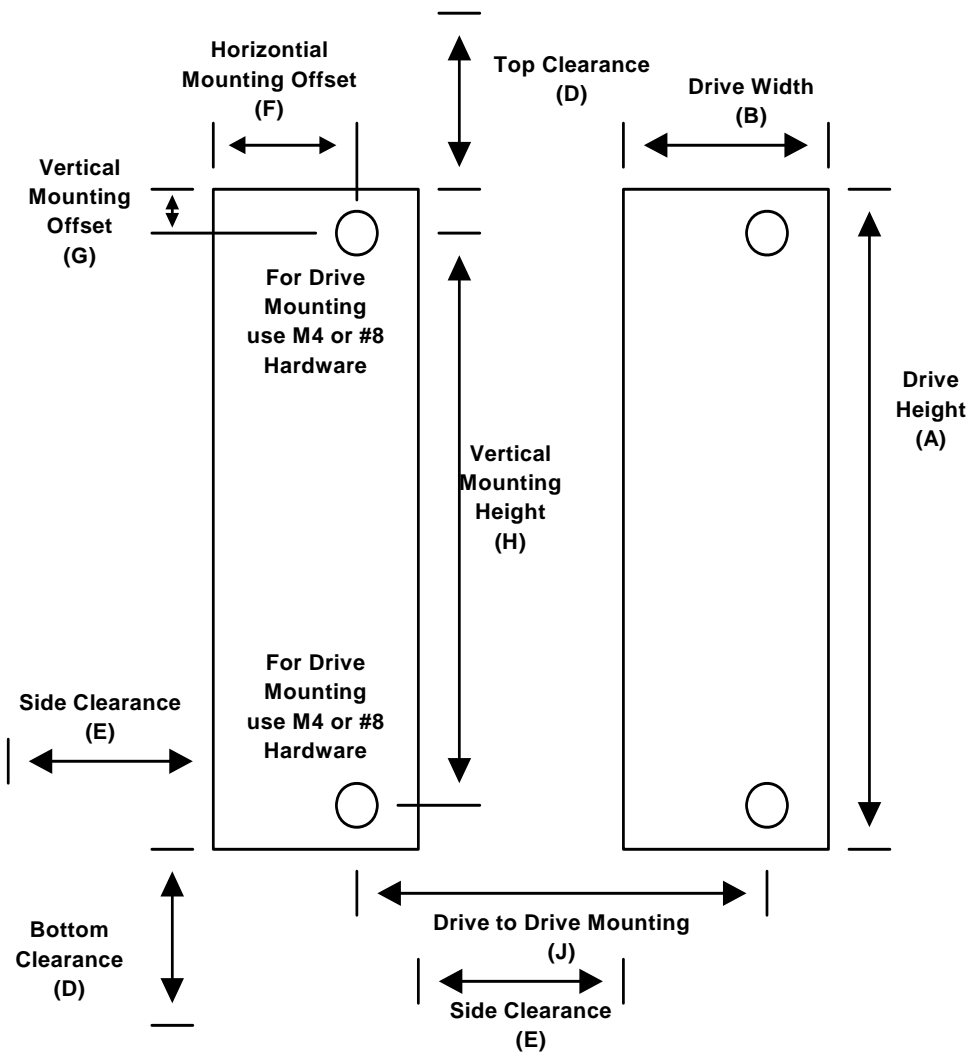 Horizontial
Mounting Offset
(F)
Top Clearance
(D)
Drive Width
(B)
Vertical
Mounting
Offset
(G)
For Drive
Mounting
use M4 or #8
Hardware
Drive
Height
(A)
Vertical
Mounting
Height
(H)
For Drive
Mounting
use M4 or #8
Hardware
Side Clearance
(E)
Bottom
Clearance
(D)
Drive to Drive Mounting
(J)
Side Clearance
(E)